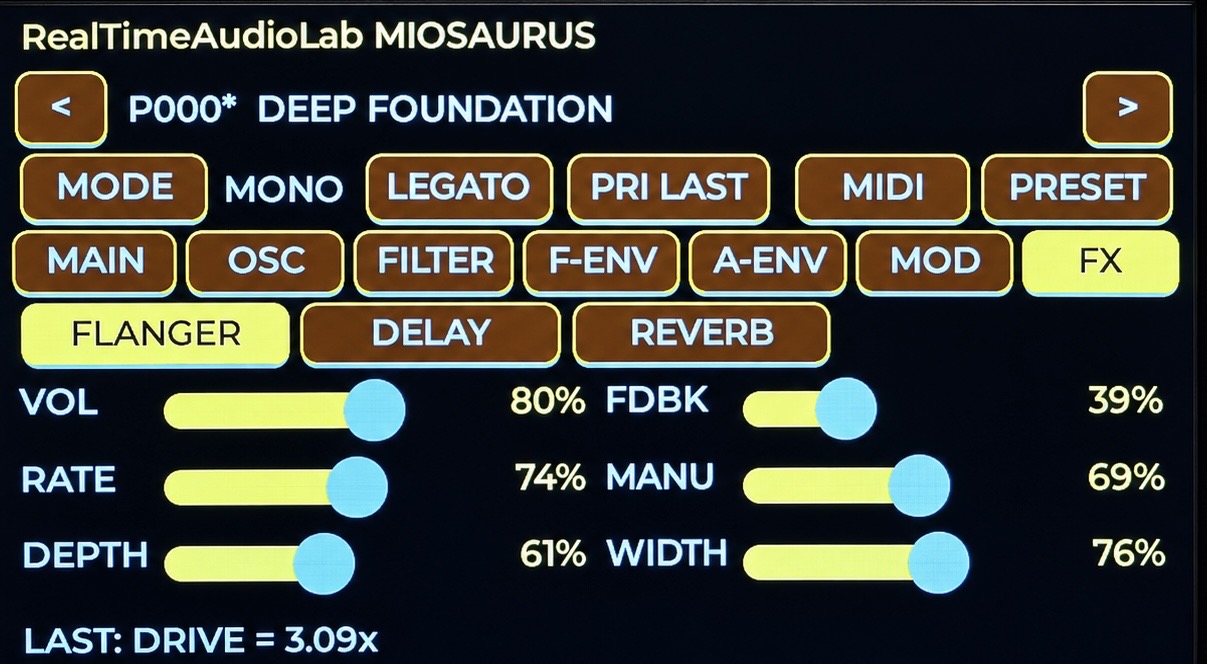 RealTimeAudioLab MIOSAURUS
< P000* DEEP FOUNDATION >
MODE MONO LEGATO PRI LAST MIDI PRESET
MAIN OSC FILTER F-ENV A-ENV MOD FX
FLANGER DELAY REVERB
VOL 80% FDBK 39%
RATE 74% MANU 69%
DEPTH 61% WIDTH 76%
LAST: DRIVE = 3.09x